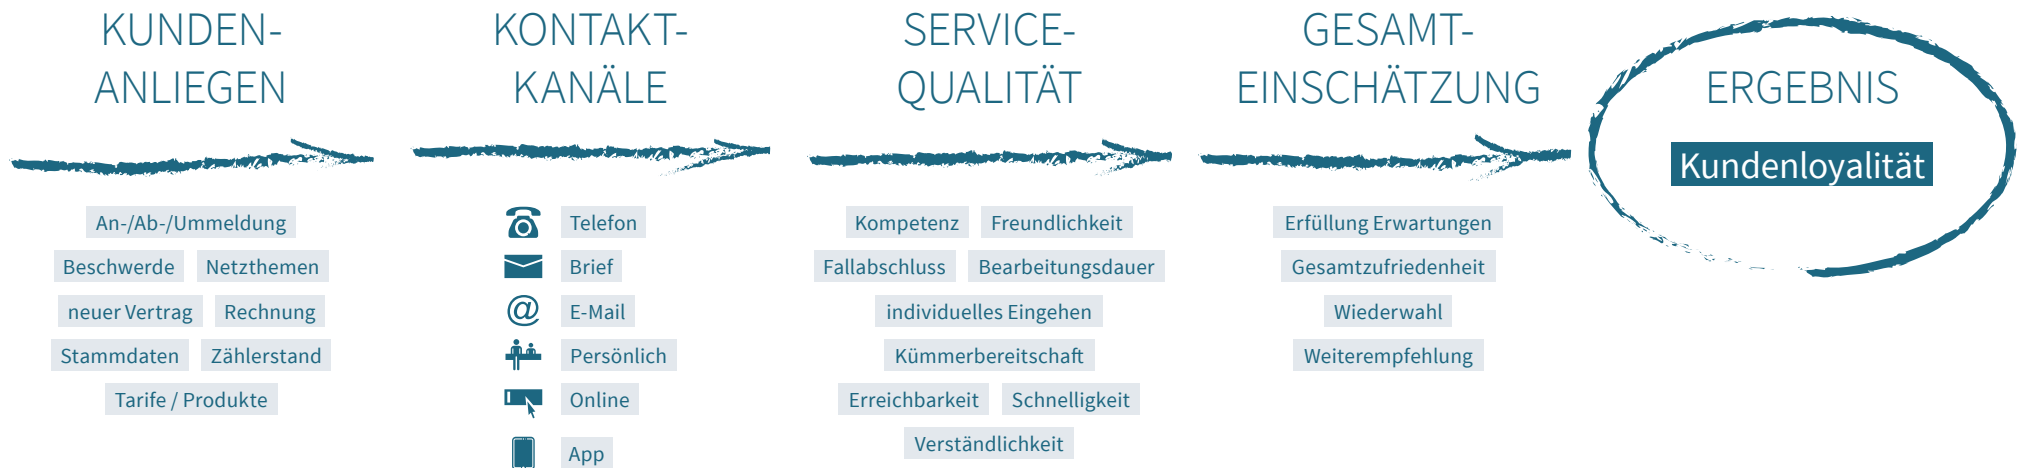 KUNDEN-
ANLIEGEN
An-/Ab-/Ummeldung
Beschwerde Netzthemen
neuer Vertrag Rechnung
Stammdaten Zählerstand
Tarife / Produkte
KONTAKT-
KANÄLE
Telefon
Brief
@ E-Mail
Persönlich
Online
App
SERVICE-
QUALITÄT
Kompetenz Freundlichkeit
Fallabschluss Bearbeitungsdauer
individuelles Eingehen
Kümmerbereitschaft
Erreichbarkeit Schnelligkeit
Verständlichkeit
GESAMT-
EINSCHÄTZUNG
Erfüllung Erwartungen
Gesamtzufriedenheit
Wiederwahl
Weiterempfehlung
ERGEBNIS
Kundenloyalität